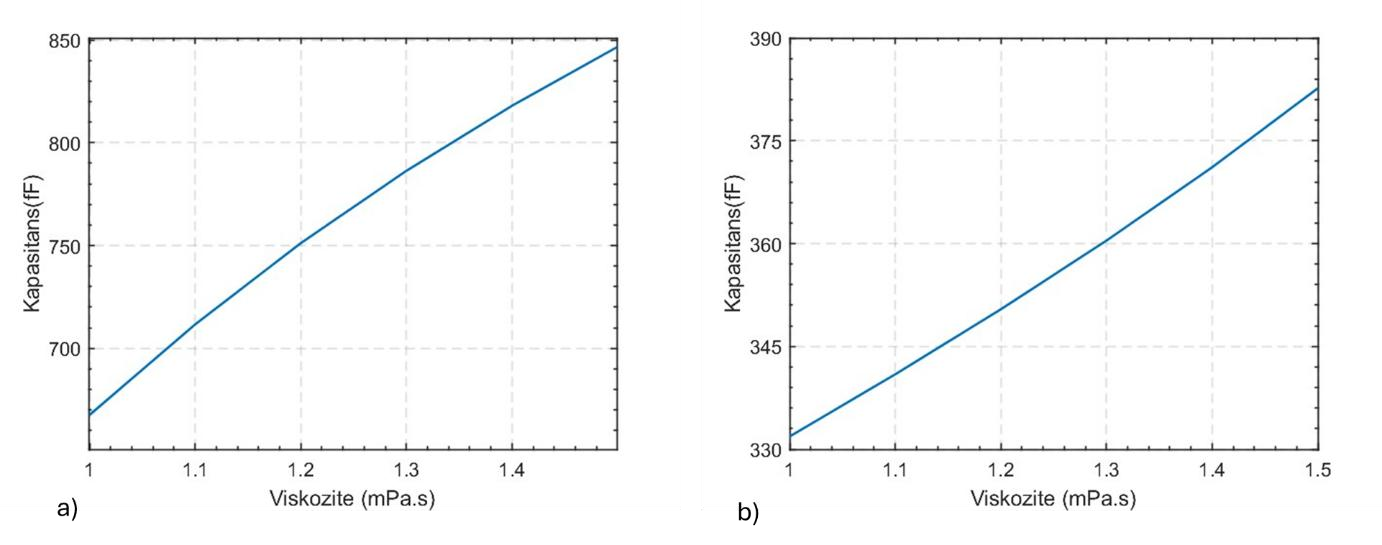 850
800
750
700
Kapasitans(fF)
1 1.1 1.2 1.3 1.4
Viskozite (mPa.s)
a)
390
375
360
345
330
Kapasitans(fF)
1 1.1 1.2 1.3 1.4 1.5
Viskozite (mPa.s)
b)